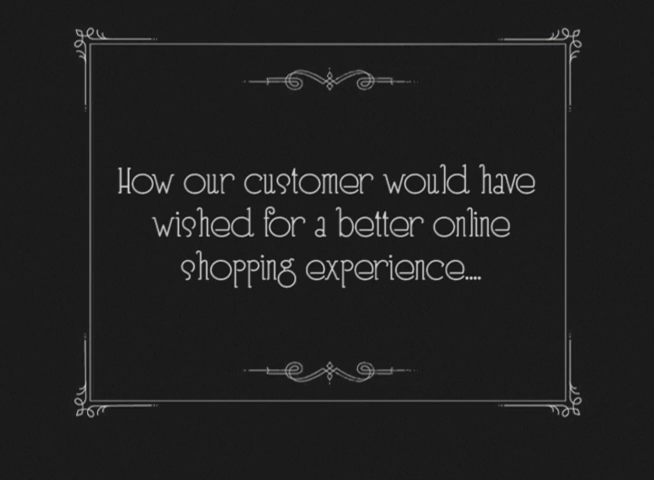 How our customer would have
wished for a better online
shopping experience....